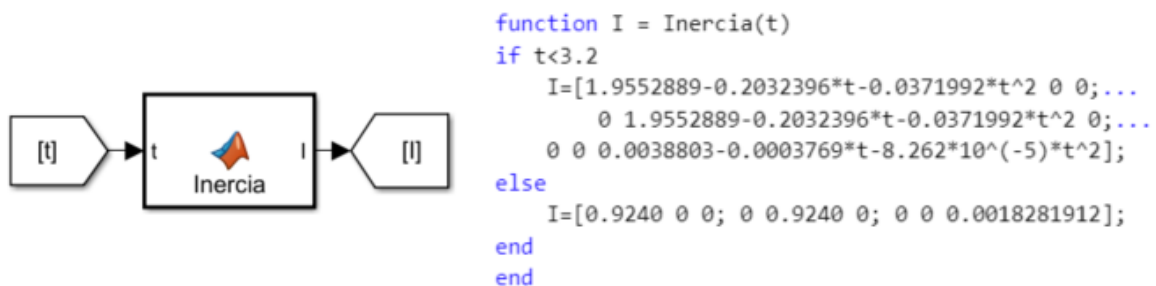 [t]
t
Inercia
I
[I]
function I = Inercia(t)
if t<3.2
    I=[1.9552889-0.2032396*t-0.0371992*t^2 0 0;...
        0 1.9552889-0.2032396*t-0.0371992*t^2 0;...
    0 0 0.0038803-0.0003769*t-8.262*10^(-5)*t^2];
else
    I=[0.9240 0 0; 0 0.9240 0; 0 0 0.0018281912];
end
end